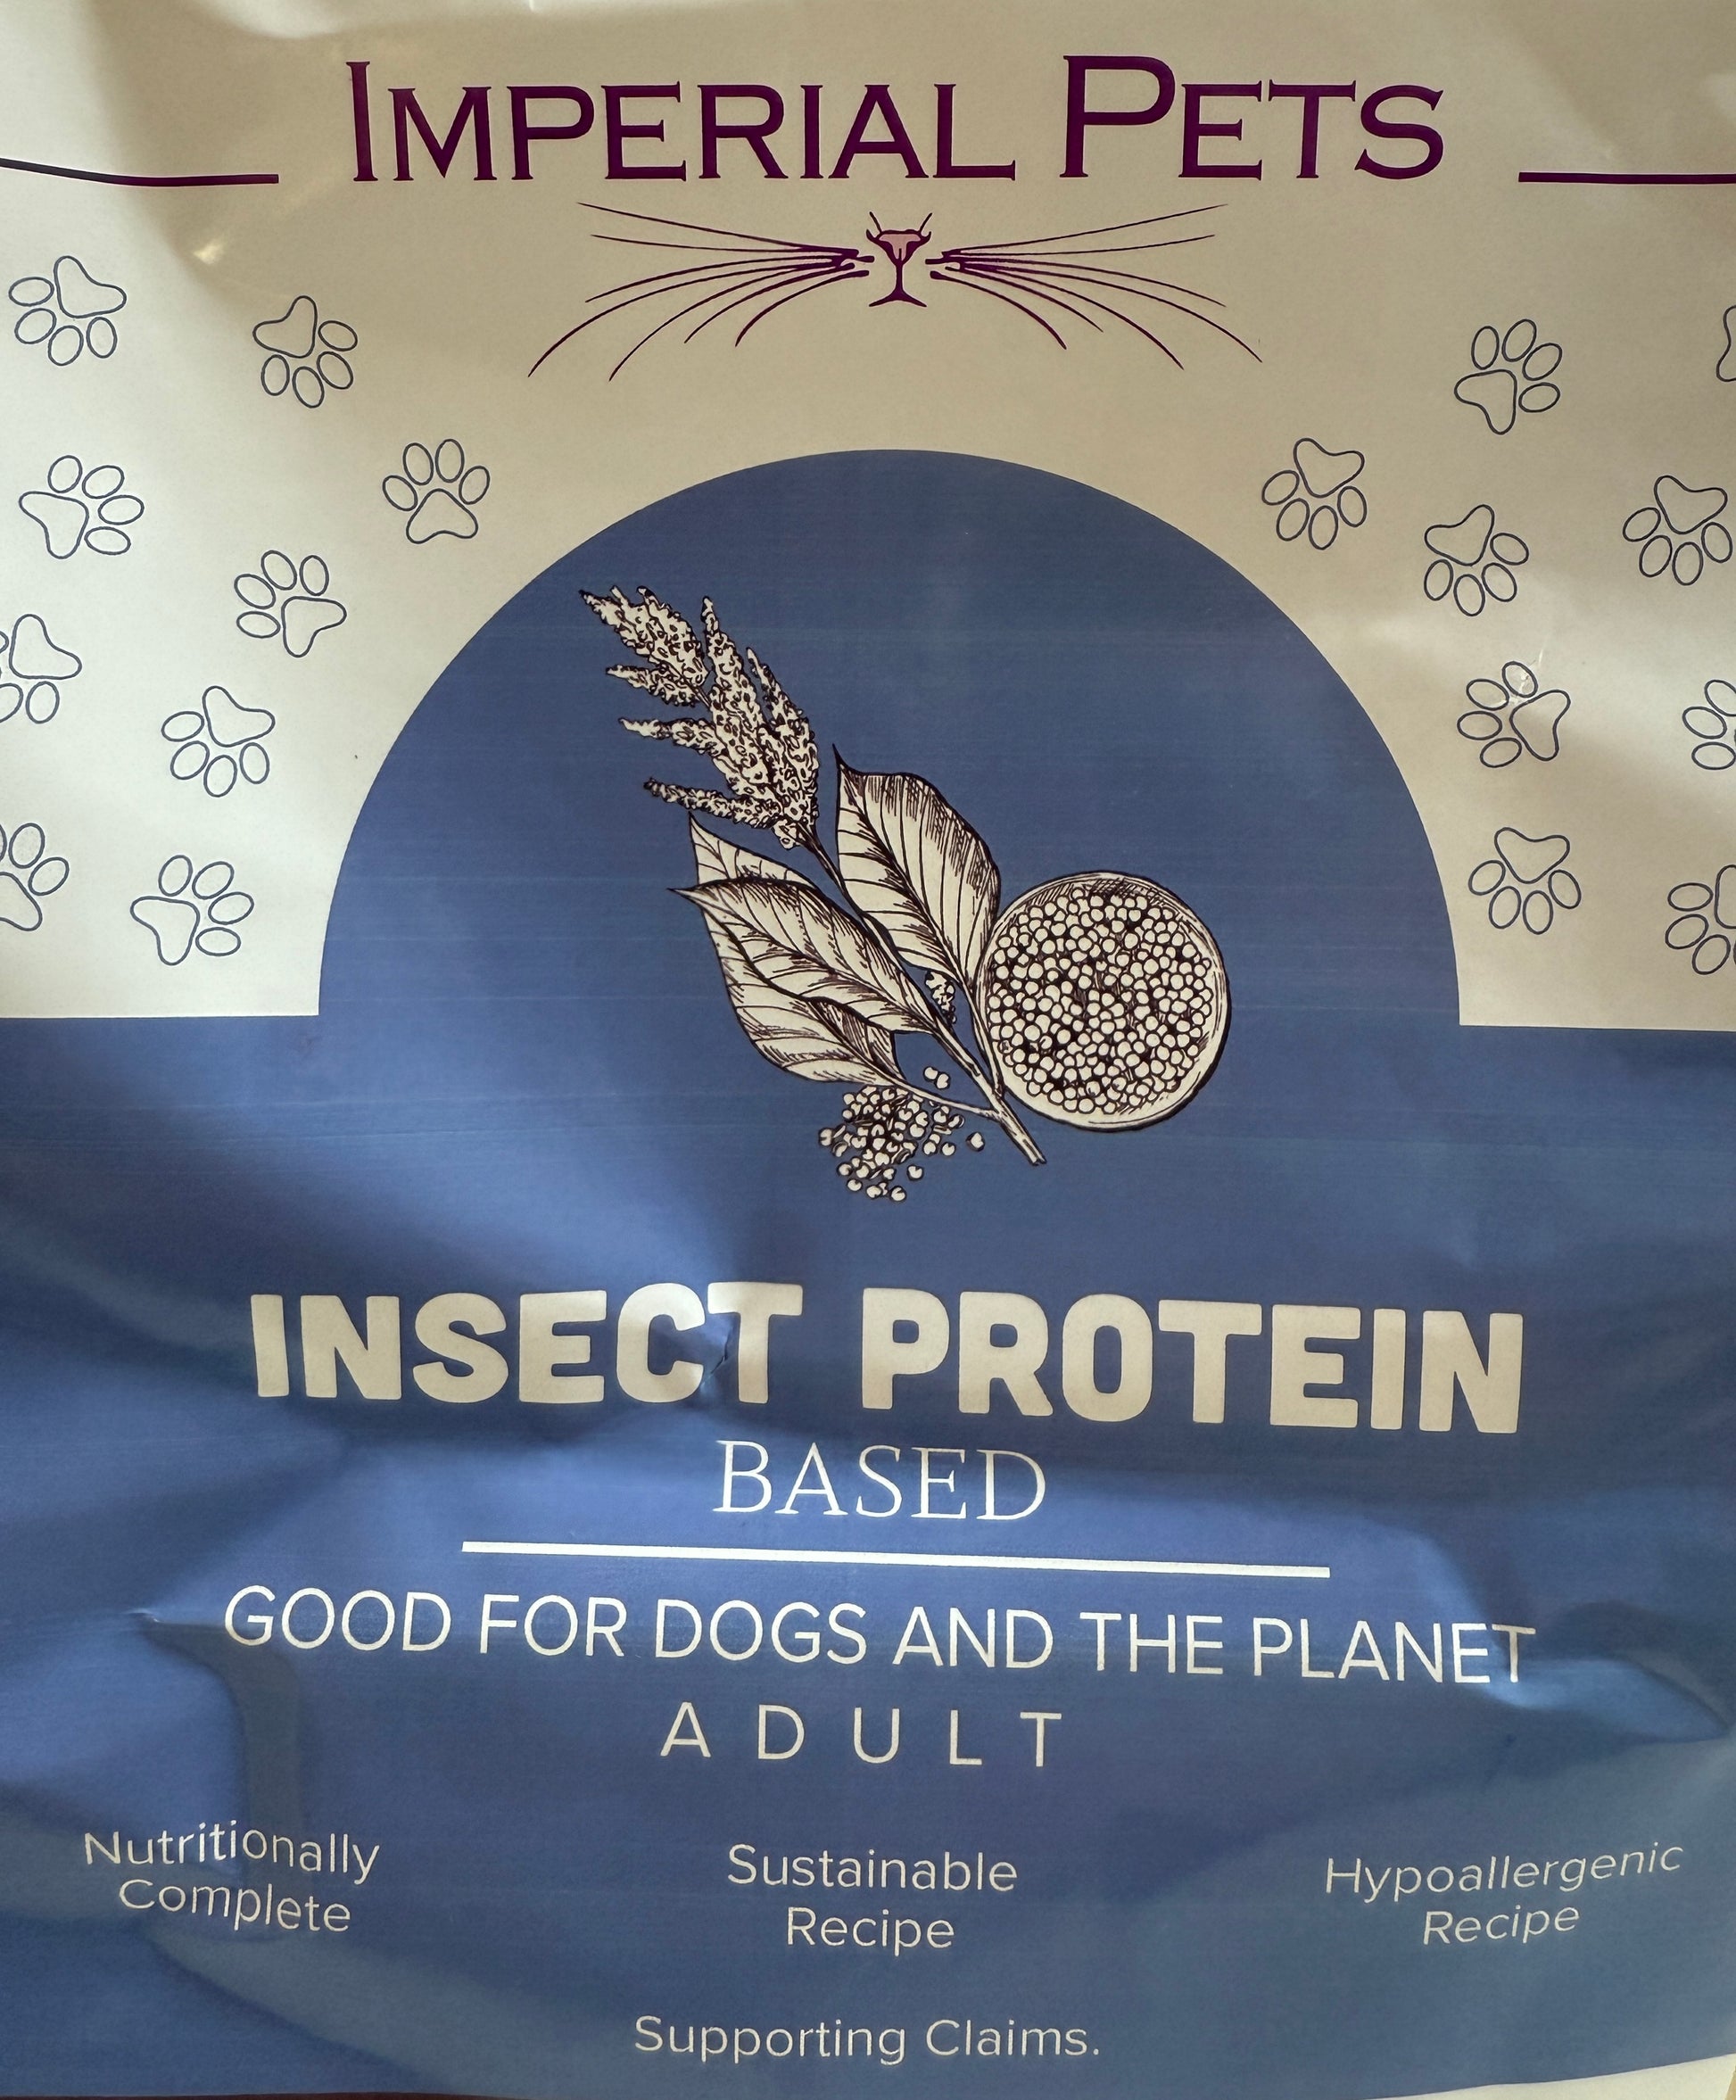 IMPERIAL PETS
INSECT PROTEIN
BASED
GOOD FOR DOGS AND THE PLANET
ADULT
Nutritionally
Complete
Sustainable
Recipe
Hypoallergenic
Recipe
Supporting Claims.